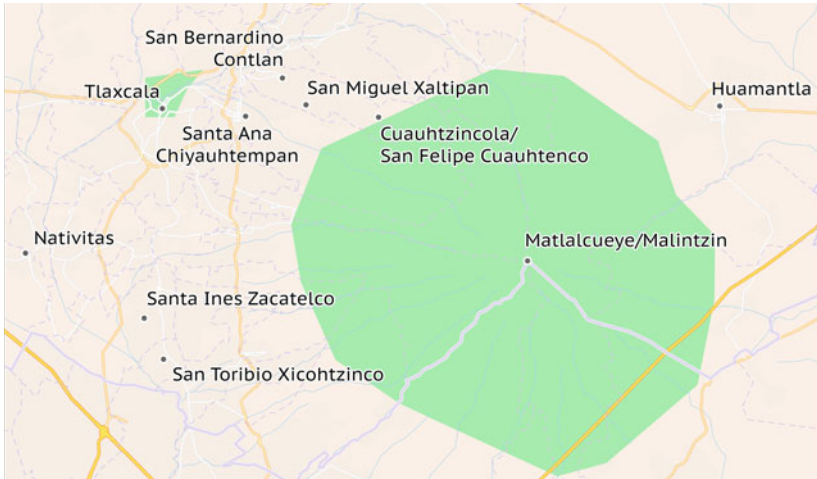 San Bernardino
Contlan
Tlaxcala
San Miguel Xaltipan
Huamantla
Santa Ana
Chiyauhtempan
Cuauhtzincola/
San Felipe Cuauhtenco
Nativitas
Matlalcueye/Malintzin
Santa Ines Zacatelco
San Toribio Xicohtzinco